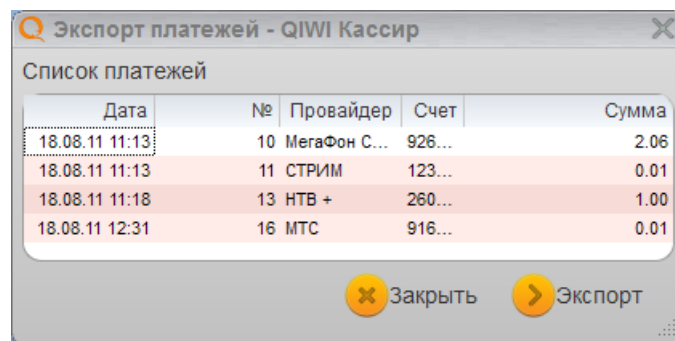 Экспорт платежей - QIWI Кассир
Список платежей
Дата № Провайдер Счет Сумма
18.08.11 11:13 10 МегаФон С... 926... 2.06
18.08.11 11:13 11 СТРИМ 123... 0.01
18.08.11 11:18 13 НТВ + 260... 1.00
18.08.11 12:31 16 МТС 916... 0.01
Закрыть Экспорт